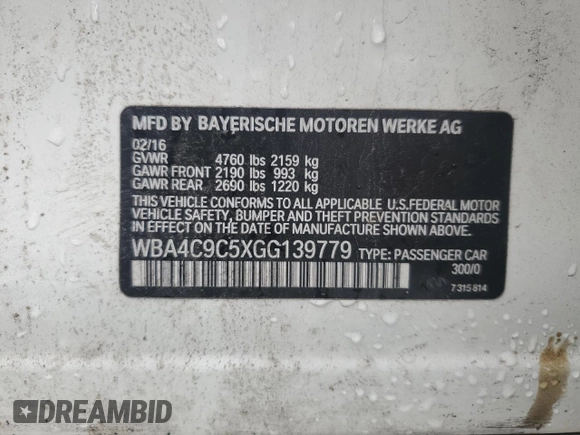 MFD BY BAYERISCHE MOTOREN WERKE AG
02/16
GVWR 4760 lbs 2159 kg
GAWR FRONT 2190 lbs 993 kg
GAWR REAR 2690 lbs 1220 kg
THIS VEHICLE CONFORMS TO ALL APPLICABLE U.S.FEDERAL MOTOR
VEHICLE SAFETY, BUMPER AND THEFT PREVENTION STANDARDS
IN EFFECT ON THE DATE OF MANUFACTURE SHOWN ABOVE.
WBA4C9C5XGG139779 TYPE: PASSENGER CAR
300/0
7315814
DREAMBID